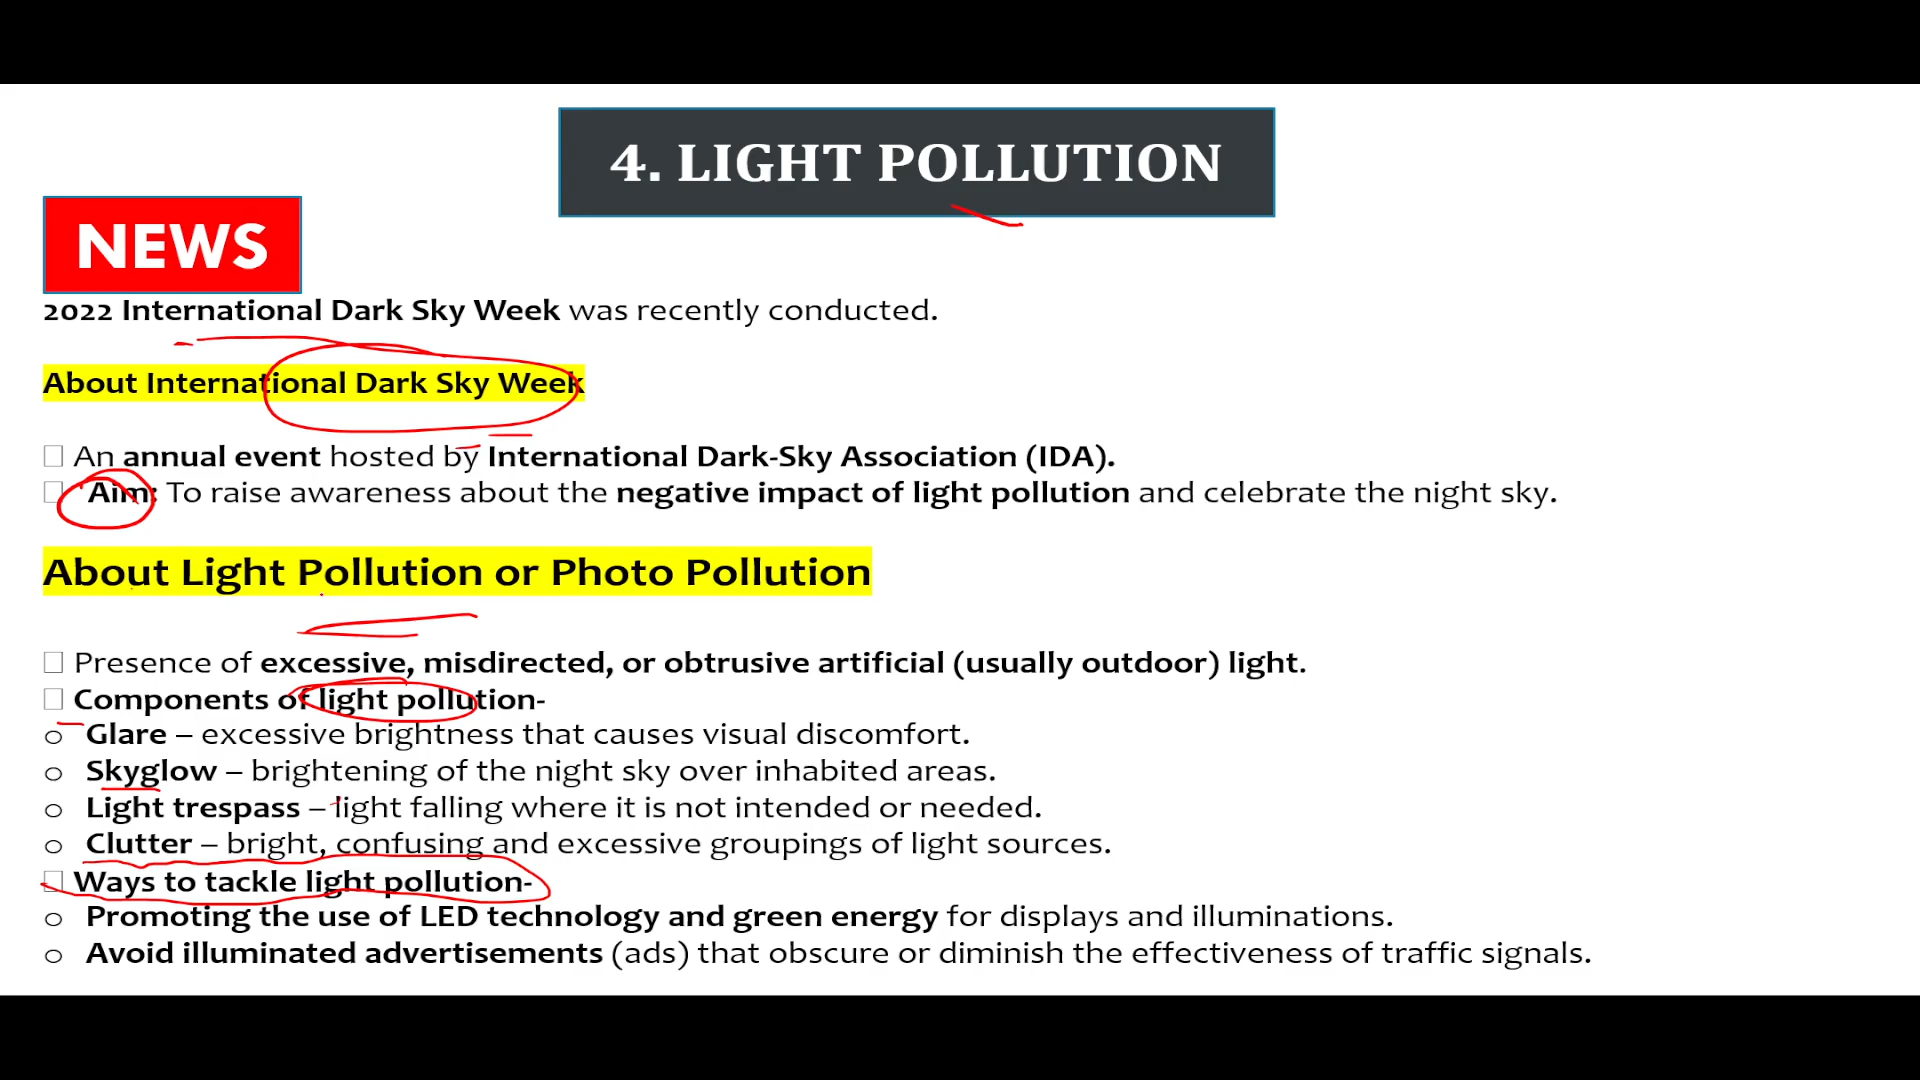 4. LIGHT POLLUTION
NEWS
2022 International Dark Sky Week was recently conducted.
About International Dark Sky Week
An annual event hosted by International Dark-Sky Association (IDA).
Aim: To raise awareness about the negative impact of light pollution and celebrate the night sky.
About Light Pollution or Photo Pollution
Presence of excessive, misdirected, or obtrusive artificial (usually outdoor) light.
Components of light pollution-
o Glare – excessive brightness that causes visual discomfort.
o Skyglow – brightening of the night sky over inhabited areas.
o Light trespass – light falling where it is not intended or needed.
o Clutter – bright, confusing and excessive groupings of light sources.
Ways to tackle light pollution-
o Promoting the use of LED technology and green energy for displays and illuminations.
o Avoid illuminated advertisements (ads) that obscure or diminish the effectiveness of traffic signals.